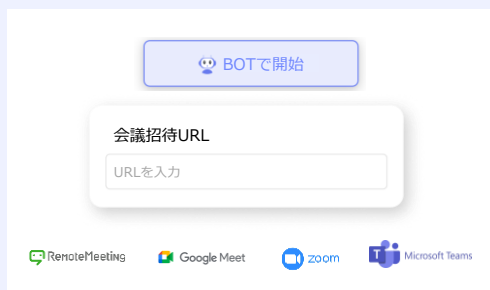 BOTで開始
会議招待URL
URLを入力
RemoteMeeting
Google Meet
zoom
Microsoft Teams